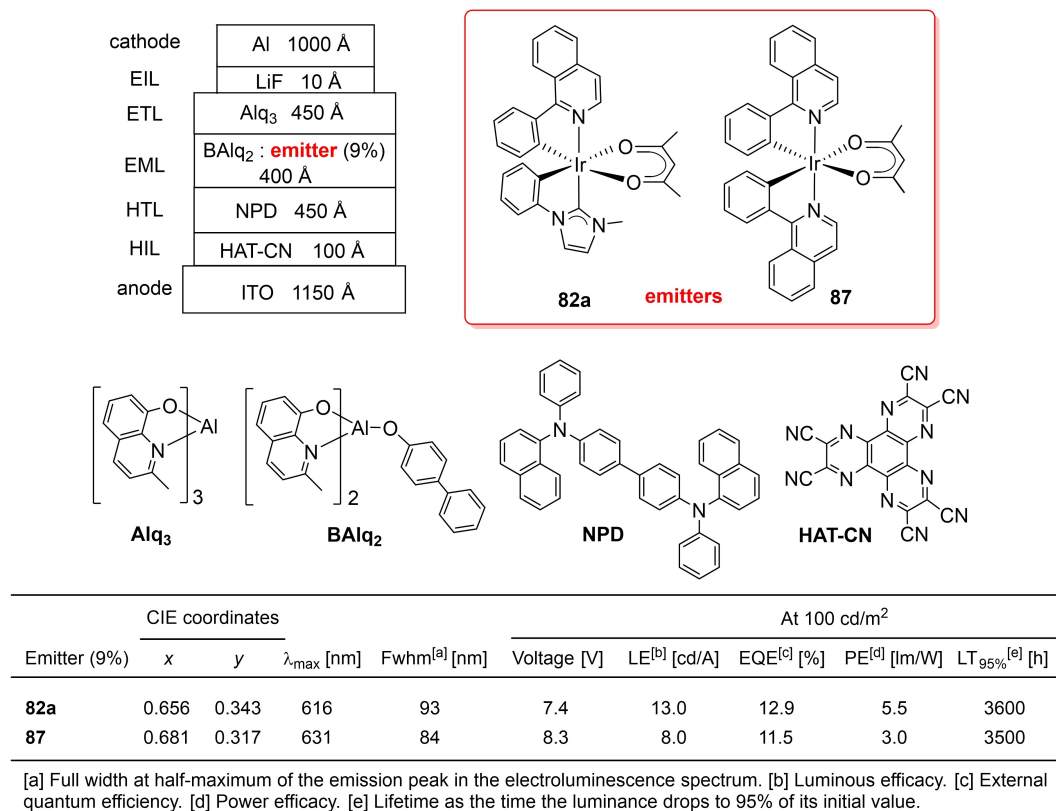 cathode
Al 1000 Å
EIL
LiF 10 Å
ETL
Alq3 450 Å
EML
BAlq2 : emitter (9%)
400 Å
HTL
NPD 450 Å
HIL
HAT-CN 100 Å
anode
ITO 1150 Å
N
Ir
O
O
N
N
82a
emitters
N
Ir
O
O
N
87
O
Al
N
3
Alq3
O
Al
O
N
2
BAlq2
N
N
NPD
CN
CN
N
N
NC
N
N
NC
N
N
CN
CN
HAT-CN
CIE coordinates
At 100 cd/m2
Emitter (9%) x y λmax [nm] Fwhm[a] [nm] Voltage [V] LE[b] [cd/A] EQE[c] [%] PE[d] [lm/W] LT95%[e] [h]
82a 0.656 0.343 616 93 7.4 13.0 12.9 5.5 3600
87 0.681 0.317 631 84 8.3 8.0 11.5 3.0 3500
[a] Full width at half-maximum of the emission peak in the electroluminescence spectrum. [b] Luminous efficacy. [c] External
quantum efficiency. [d] Power efficacy. [e] Lifetime as the time the luminance drops to 95% of its initial value.